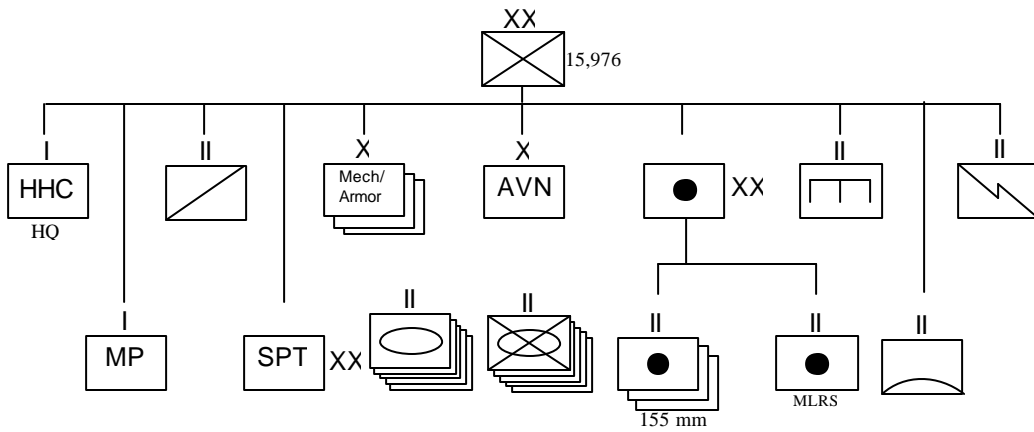 XX
15,976
I
II
X
X
II
II
HHC
Mech/
Armor
AVN
XX
HQ
I
II
II
II
II
II
MP
SPT
XX
MLRS
155 mm